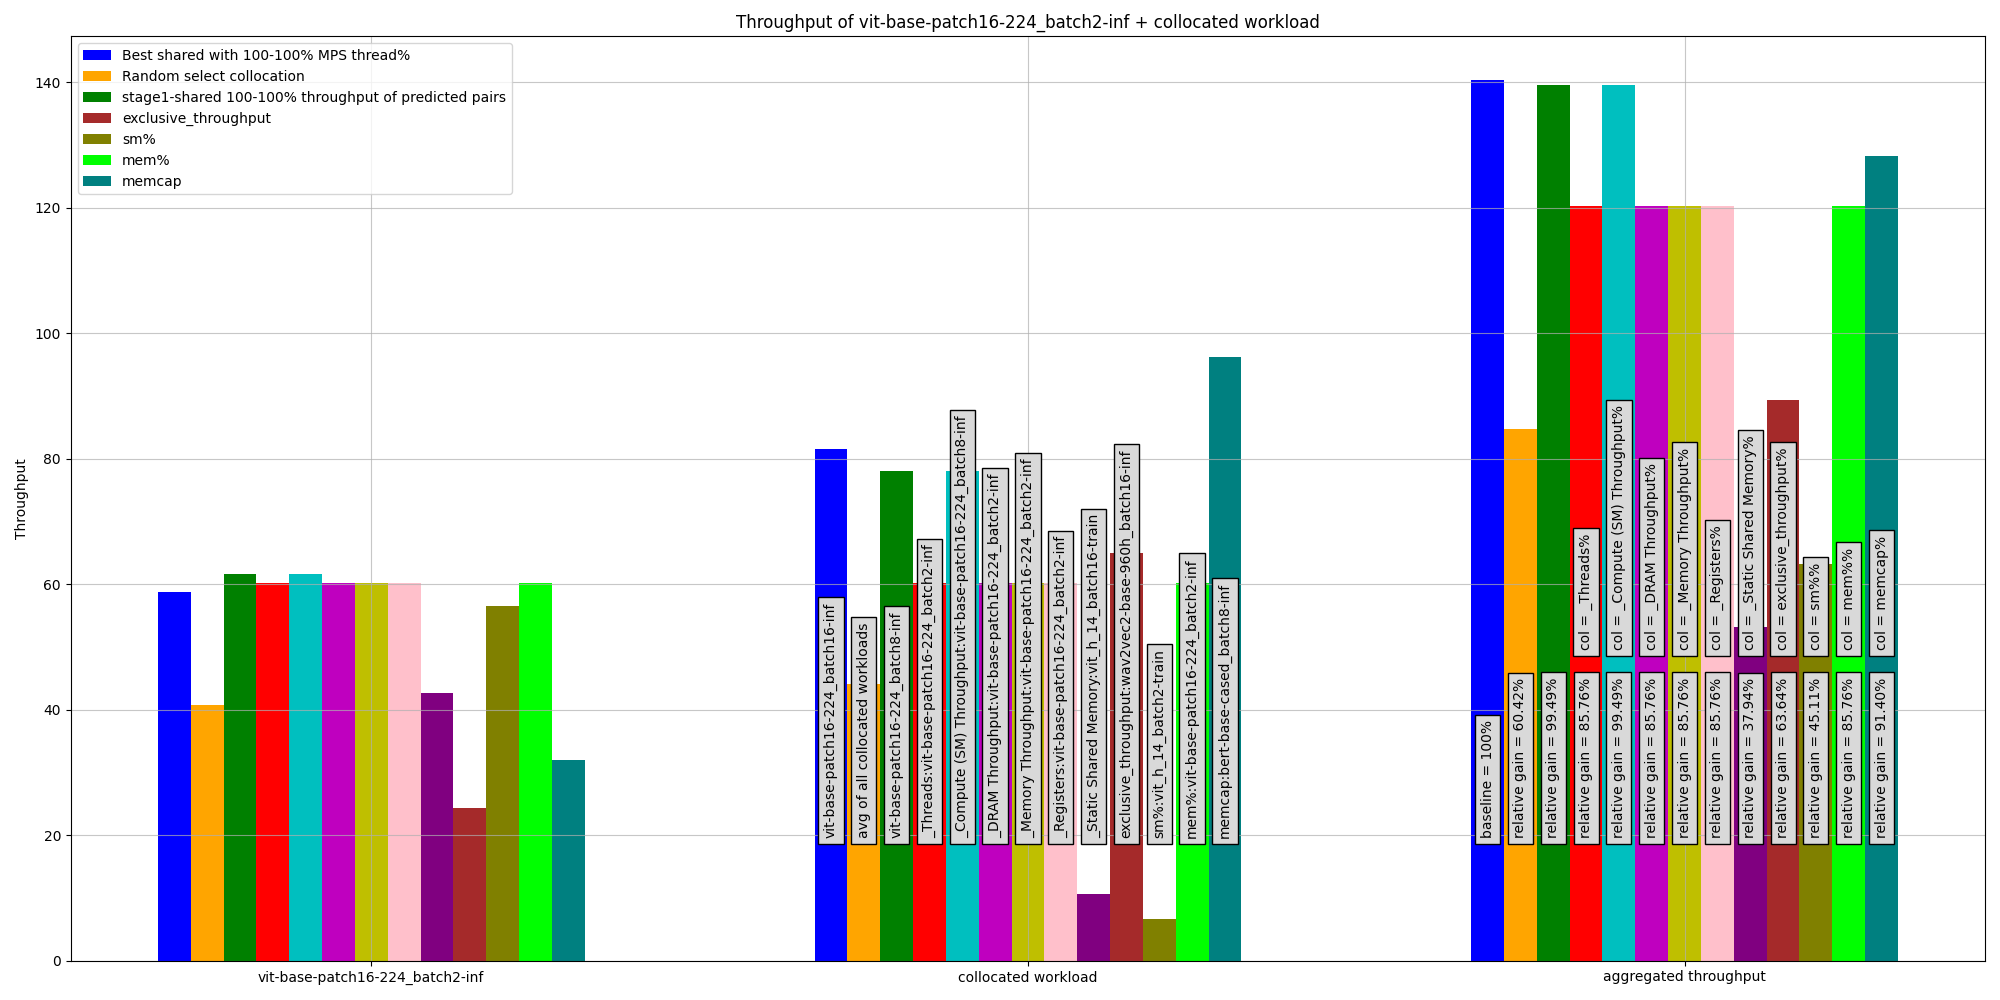 Throughput of vit-base-patch16-224_batch2-inf + collocated workload
Best shared with 100-100% MPS thread%
Random select collocation
stage1-shared 100-100% throughput of predicted pairs
exclusive_throughput
sm%
mem%
memcap
Throughput
140
120
100
80
60
40
20
0
vit-base-patch16-224_batch16-inf
avg of all collocated workloads
vit-base-patch16-224_batch8-inf
_Threads:vit-base-patch16-224_batch2-inf
_Compute (SM) Throughput:vit-base-patch16-224_batch8-inf
_DRAM Throughput:vit-base-patch16-224_batch2-inf
_Memory Throughput:vit-base-patch16-224_batch2-inf
_Registers:vit-base-patch16-224_batch2-inf
_Static Shared Memory:vit_h_14_batch16-train
exclusive_throughput:wav2vec2-base-960h_batch16-inf
sm%:vit_h_14_batch2-train
mem%:vit-base-patch16-224_batch2-inf
memcap:bert-base-cased_batch8-inf
col = _Threads%
col = _Compute (SM) Throughput%
col = _DRAM Throughput%
col = _Memory Throughput%
col = _Registers%
col = _Static Shared Memory%
col = exclusive_throughput%
col = sm%%
col = mem%%
col = memcap%
baseline = 100%
relative gain = 60.42%
relative gain = 99.49%
relative gain = 85.76%
relative gain = 99.49%
relative gain = 85.76%
relative gain = 85.76%
relative gain = 85.76%
relative gain = 37.94%
relative gain = 63.64%
relative gain = 45.11%
relative gain = 85.76%
relative gain = 91.40%
vit-base-patch16-224_batch2-inf
collocated workload
aggregated throughput